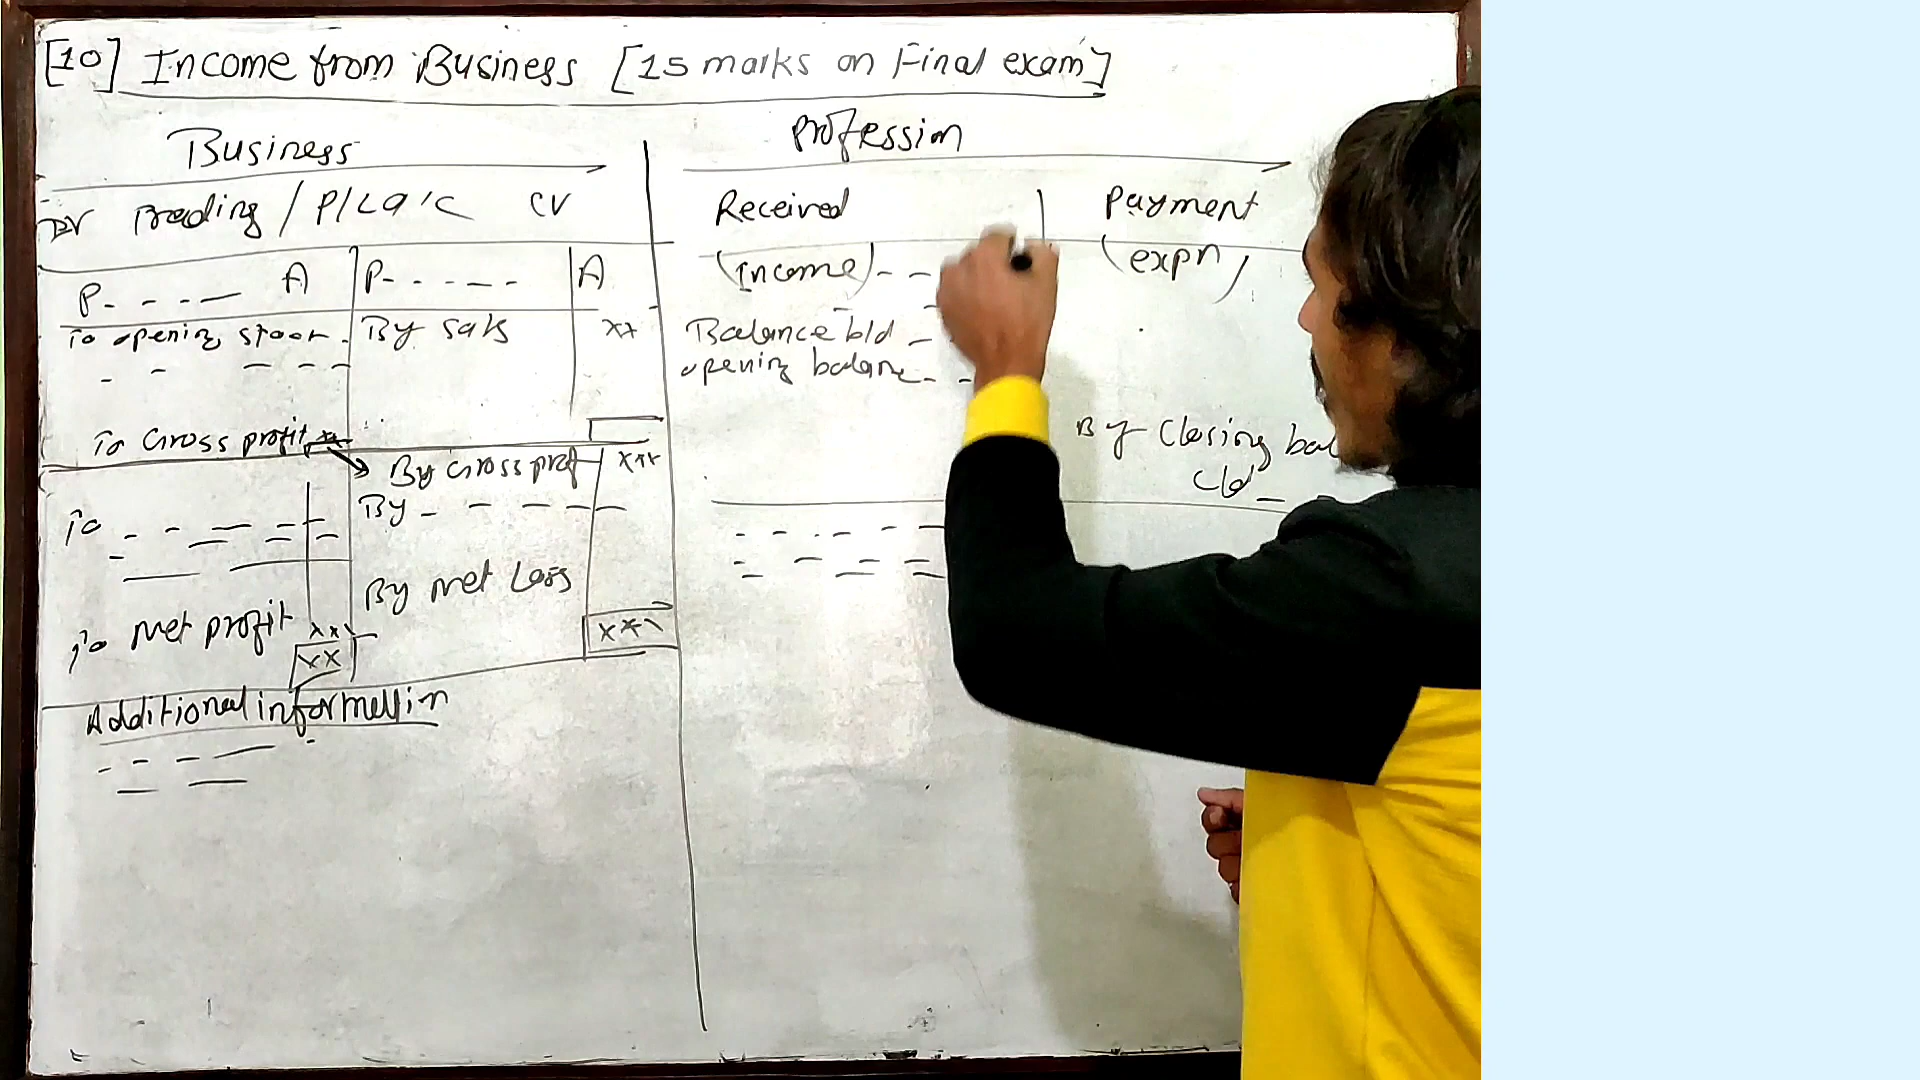 [10] Income from Business [15 marks on Final exam]
Business
Dr Trading / P/L a/c Cr
P- - - - A
P- - - - - A
To opening stock
By sales xx
To Gross profit xx
By Gross prof xxx
To
By - - - - -
By net Loss
To net profit xxx
xx
xxx
Additional information
Profession
Received
Payment
(Income) - -
(expn)
Balance b/d -
opening balance - -
By Closing bal
c/d -